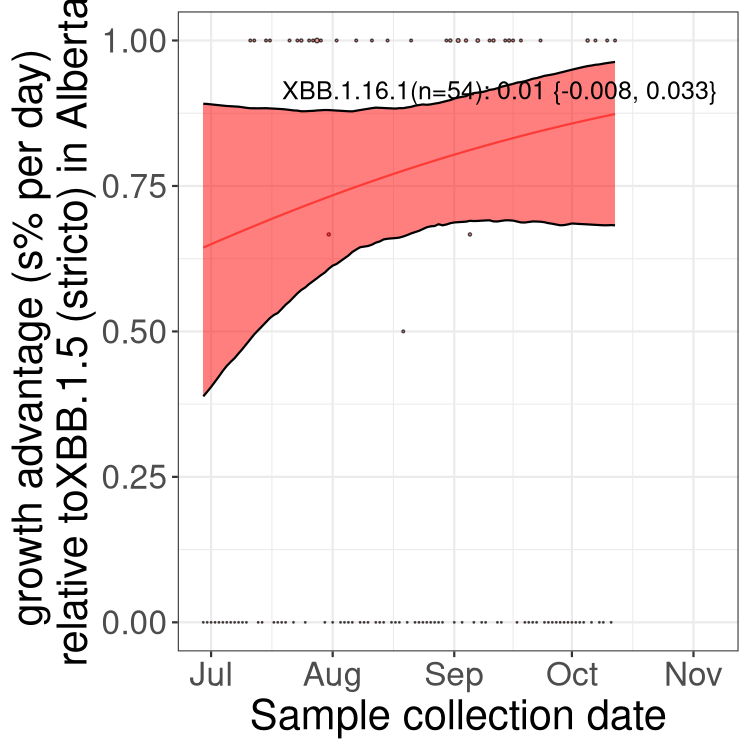 growth advantage (s% per day)
relative toXBB.1.5 (stricto) in Alberta
1.00
0.75
0.50
0.25
0.00
XBB.1.16.1(n=54): 0.01 {-0.008, 0.033}
Jul Aug Sep Oct Nov
Sample collection date